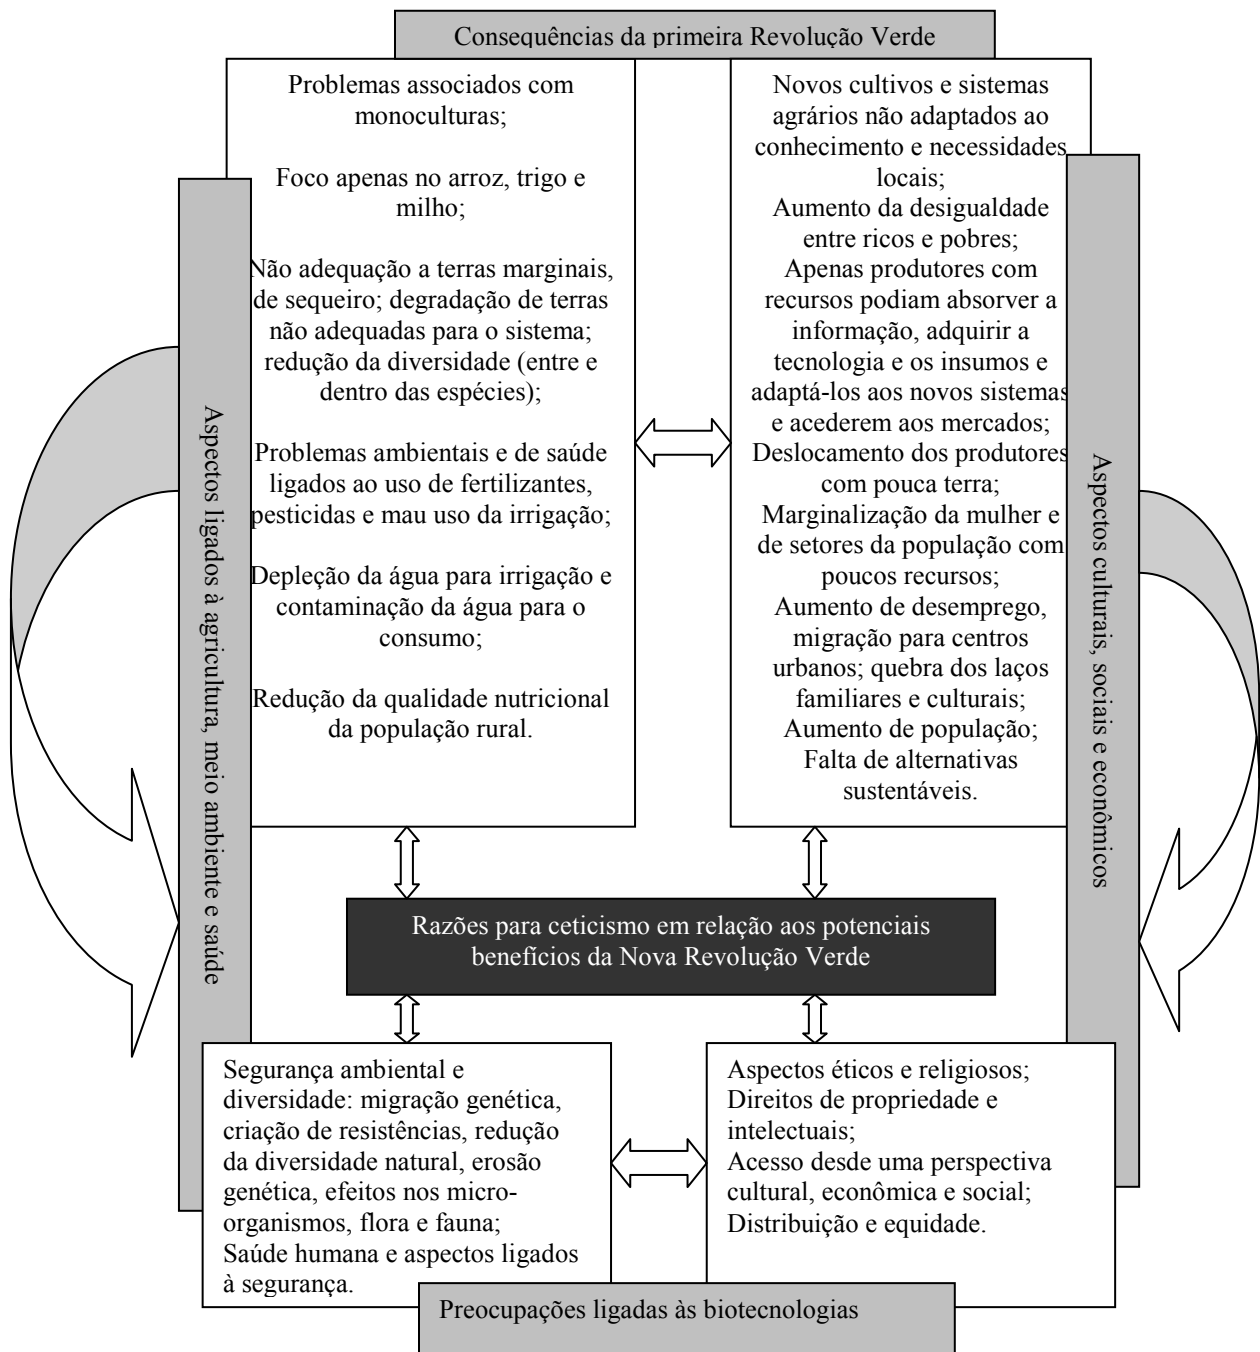 Consequências da primeira Revolução Verde
Problemas associados com
monoculturas;
Foco apenas no arroz, trigo e
milho;
Não adequação a terras marginais,
de sequeiro; degradação de terras
não adequadas para o sistema;
redução da diversidade (entre e
dentro das espécies);
Problemas ambientais e de saúde
ligados ao uso de fertilizantes,
pesticidas e mau uso da irrigação;
Depleção da água para irrigação e
contaminação da água para o
consumo;
Redução da qualidade nutricional
da população rural.
Novos cultivos e sistemas
agrários não adaptados ao
conhecimento e necessidades
locais;
Aumento da desigualdade
entre ricos e pobres;
Apenas produtores com
recursos podiam absorver a
informação, adquirir a
tecnologia e os insumos e
adaptá-los aos novos sistemas
e acederem aos mercados;
Deslocamento dos produtores
com pouca terra;
Marginalização da mulher e
de setores da população com
poucos recursos;
Aumento de desemprego,
migração para centros
urbanos; quebra dos laços
familiares e culturais;
Aumento de população;
Falta de alternativas
sustentáveis.
Aspectos ligados à agricultura, meio ambiente e saúde
Aspectos culturais, sociais e econômicos
Razões para ceticismo em relação aos potenciais
benefícios da Nova Revolução Verde
Segurança ambiental e
diversidade: migração genética,
criação de resistências, redução
da diversidade natural, erosão
genética, efeitos nos micro-
organismos, flora e fauna;
Saúde humana e aspectos ligados
à segurança.
Aspectos éticos e religiosos;
Direitos de propriedade e
intelectuais;
Acesso desde uma perspectiva
cultural, econômica e social;
Distribuição e equidade.
Preocupações ligadas às biotecnologias